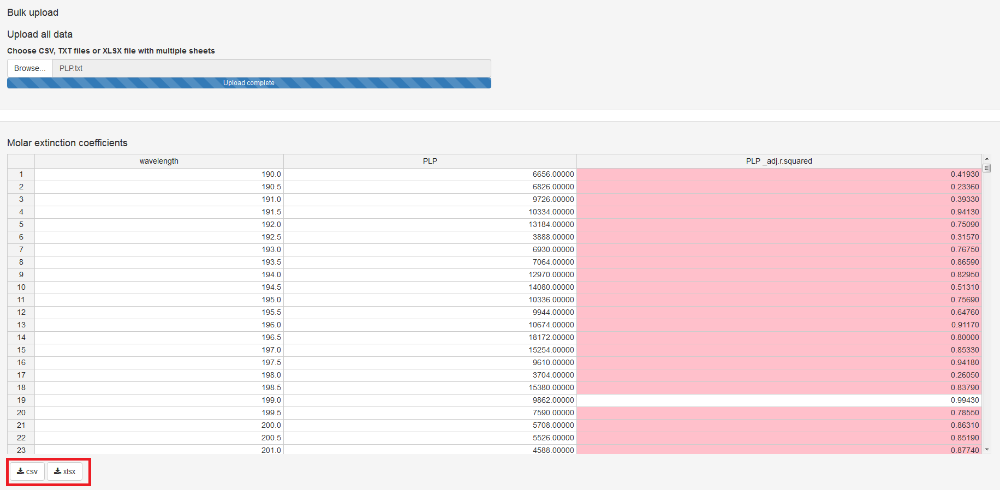 Bulk upload
Upload all data
Choose CSV, TXT files or XLSX file with multiple sheets
Browse... PLP.txt
Upload complete
Molar extinction coefficients
wavelength PLP PLP _adj.r.squared
1 190.0 6656.00000 0.41930
2 190.5 6826.00000 0.23360
3 191.0 9726.00000 0.39330
4 191.5 10334.00000 0.94130
5 192.0 13184.00000 0.75090
6 192.5 3888.00000 0.31570
7 193.0 6930.00000 0.76750
8 193.5 7064.00000 0.86590
9 194.0 12970.00000 0.82950
10 194.5 14080.00000 0.51310
11 195.0 10336.00000 0.75690
12 195.5 9944.00000 0.64760
13 196.0 10674.00000 0.91170
14 196.5 18172.00000 0.80000
15 197.0 15254.00000 0.85330
16 197.5 9610.00000 0.94180
17 198.0 3704.00000 0.26050
18 198.5 15380.00000 0.83790
19 199.0 9862.00000 0.99430
20 199.5 7590.00000 0.78550
21 200.0 5708.00000 0.86310
22 200.5 5526.00000 0.85190
23 201.0 4588.00000 0.87740
csv xlsx